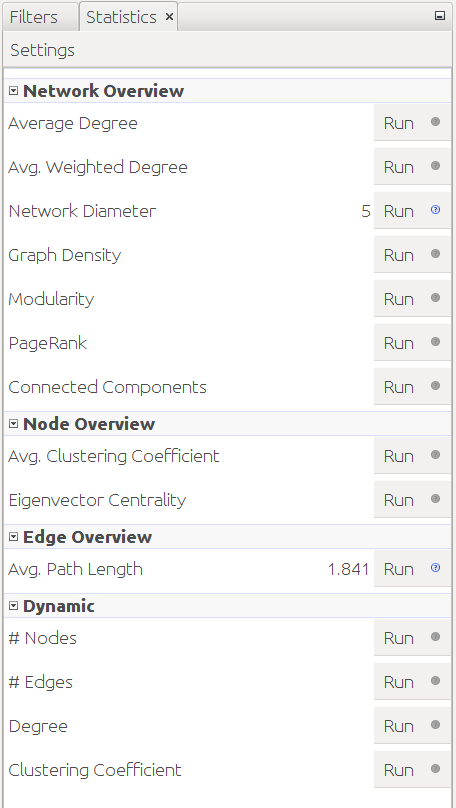 Filters Statistics ×
Settings
Network Overview
Average Degree Run
Avg. Weighted Degree Run
Network Diameter 5 Run
Graph Density Run
Modularity Run
PageRank Run
Connected Components Run
Node Overview
Avg. Clustering Coefficient Run
Eigenvector Centrality Run
Edge Overview
Avg. Path Length 1.841 Run
Dynamic
# Nodes Run
# Edges Run
Degree Run
Clustering Coefficient Run